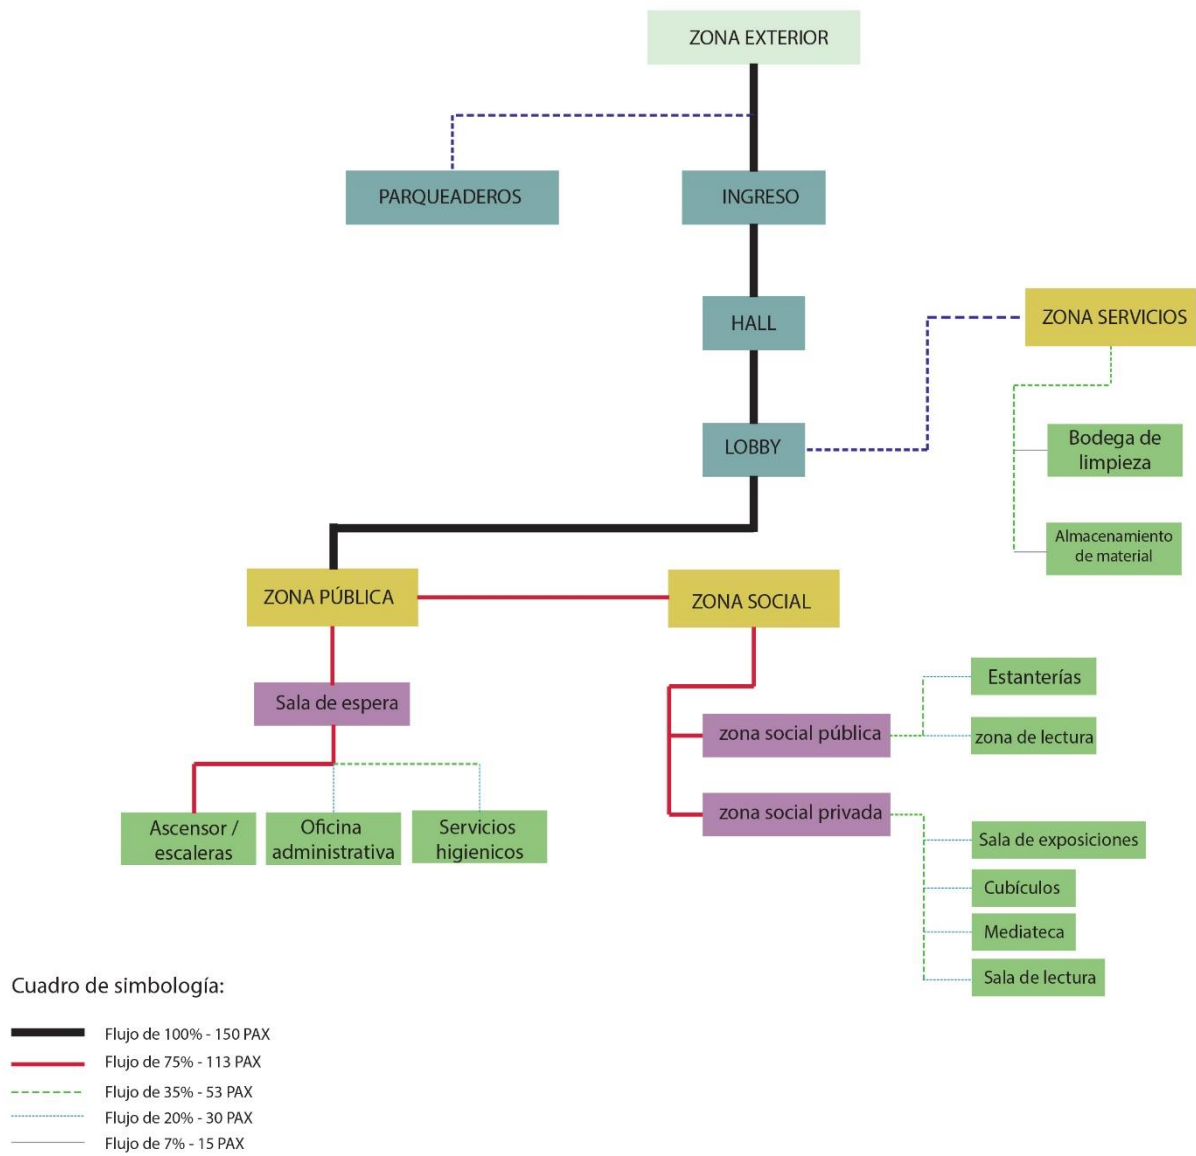 ZONA EXTERIOR
PARQUEADEROS
INGRESO
HALL
ZONA SERVICIOS
LOBBY
Bodega de
limpieza
Almacenamiento
de material
ZONA PÚBLICA
ZONA SOCIAL
Sala de espera
Estanterías
zona social pública
zona de lectura
zona social privada
Ascensor /
escaleras
Oficina
administrativa
Servicios
higienicos
Sala de exposiciones
Cubículos
Mediateca
Sala de lectura
Cuadro de simbología:
Flujo de 100% - 150 PAX
Flujo de 75% - 113 PAX
Flujo de 35% - 53 PAX
Flujo de 20% - 30 PAX
Flujo de 7% - 15 PAX